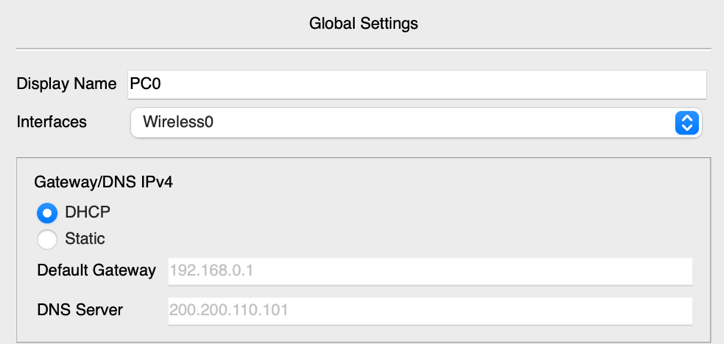 Global Settings
Display Name PC0
Interfaces Wireless0
Gateway/DNS IPv4
DHCP
Static
Default Gateway 192.168.0.1
DNS Server 200.200.110.101